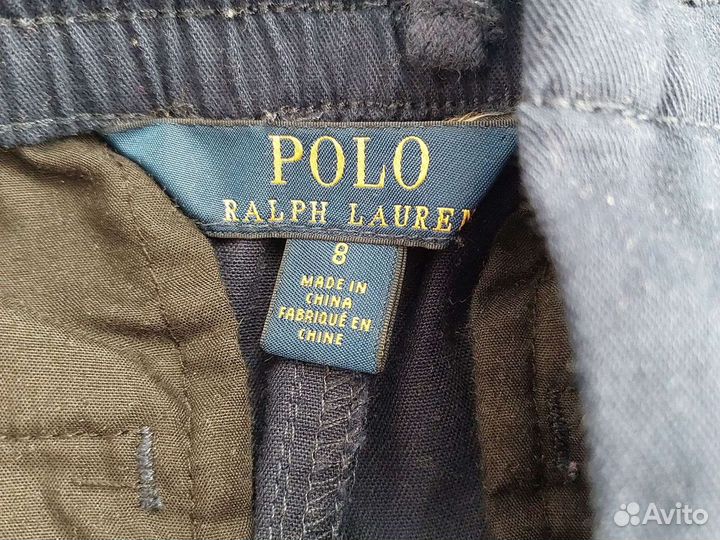 POLO
RALPH LAUREN
8
MADE IN
CHINA
FABRIQUÉ EN
CHINE
Avito